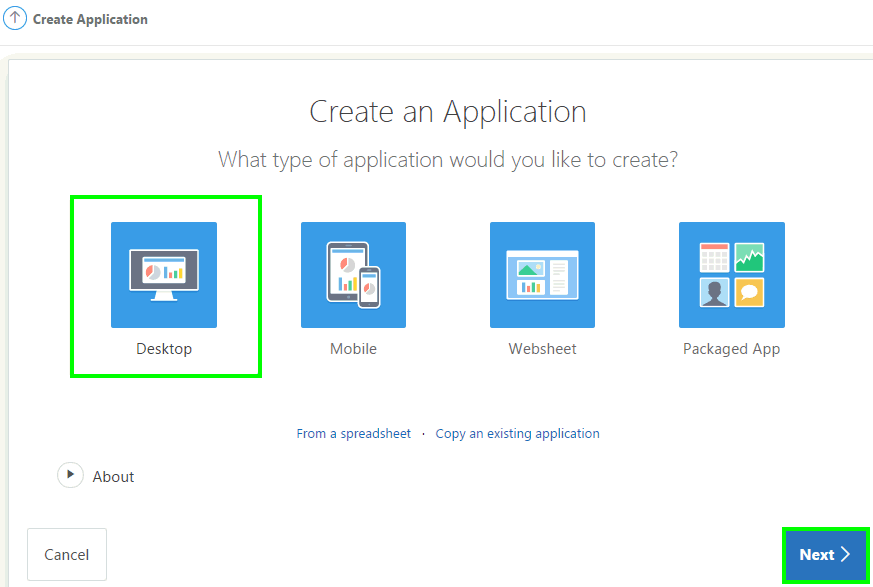 Create Application
Create an Application
What type of application would you like to create?
Desktop
Mobile
Websheet
Packaged App
From a spreadsheet · Copy an existing application
About
Cancel
Next